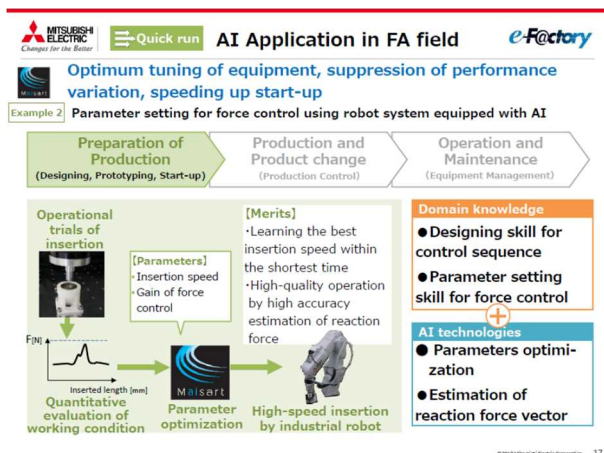 MITSUBISHI
ELECTRIC
Changes for the Better
Quick run
AI Application in FA field
e-F@ctory
Maisart
Optimum tuning of equipment, suppression of performance
variation, speeding up start-up
Example 2
Parameter setting for force control using robot system equipped with AI
Preparation of
Production
(Designing, Prototyping, Start-up)
Production and
Product change
(Production Control)
Operation and
Maintenance
(Equipment Management)
Operational
trials of
insertion
【Parameters】
・Insertion speed
・Gain of force
control
【Merits】
・Learning the best
insertion speed within
the shortest time
・High-quality operation
by high accuracy
estimation of reaction
force
F[N]
Inserted length [mm]
Quantitative
evaluation of
working condition
Maisart
Parameter
optimization
High-speed insertion
by industrial robot
Domain knowledge
●Designing skill for
control sequence
●Parameter setting
skill for force control
+
AI technologies
● Parameters optimi-
zation
●Estimation of
reaction force vector
17